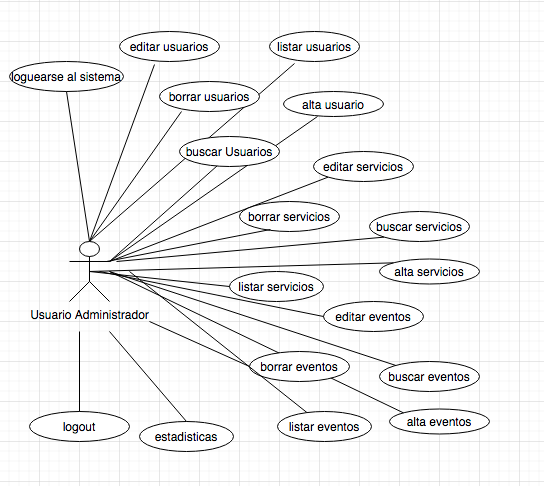 editar usuarios
listar usuarios
loguearse al sistema
borrar usuarios
alta usuario
buscar Usuarios
editar servicios
borrar servicios
buscar servicios
alta servicios
listar servicios
Usuario Administrador
editar eventos
borrar eventos
buscar eventos
alta eventos
logout
listar eventos
estadisticas